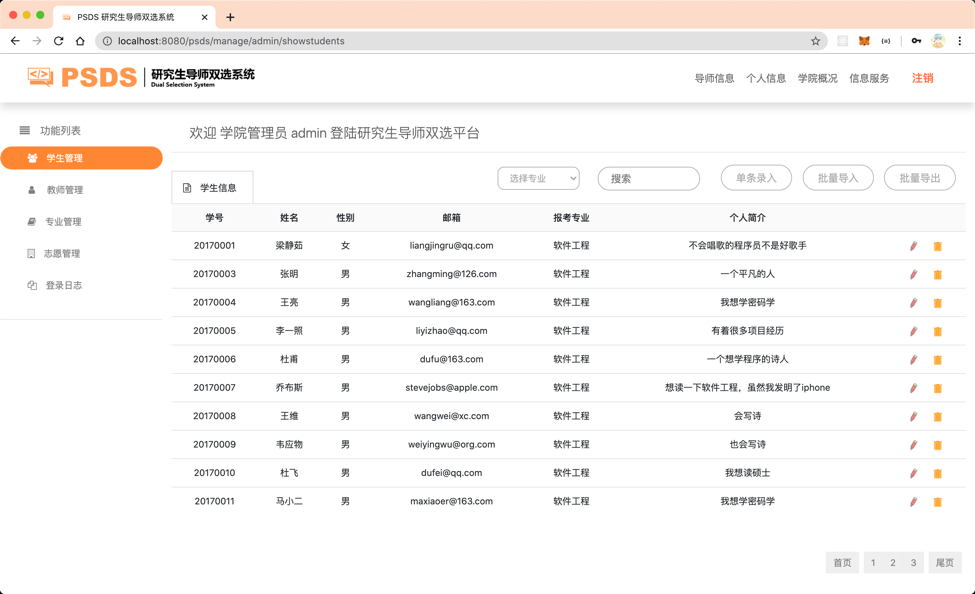 PSDS 研究生导师双选系统
localhost:8080/psds/manage/admin/showstudents
</> PSDS 研究生导师双选系统
Dual Selection System
导师信息 个人信息 学院概况 信息服务 注销
功能列表
学生管理
教师管理
专业管理
志愿管理
登录日志
欢迎 学院管理员 admin 登陆研究生导师双选平台
学生信息 选择专业 搜索 单条录入 批量导入 批量导出
学号 姓名 性别 邮箱 报考专业 个人简介
20170001 梁静茹 女 liangjingru@qq.com 软件工程 不会唱歌的程序员不是好歌手
20170003 张明 男 zhangming@126.com 软件工程 一个平凡的人
20170004 王亮 男 wangliang@163.com 软件工程 我想学密码学
20170005 李一照 男 liyizhao@qq.com 软件工程 有着很多项目经历
20170006 杜甫 男 dufu@163.com 软件工程 一个想学程序的诗人
20170007 乔布斯 男 stevejobs@apple.com 软件工程 想读一下软件工程，虽然我发明了iphone
20170008 王维 男 wangwei@xc.com 软件工程 会写诗
20170009 韦应物 男 weiyingwu@org.com 软件工程 也会写诗
20170010 杜飞 男 dufei@qq.com 软件工程 我想读硕士
20170011 马小二 男 maxiaoer@163.com 软件工程 我想学密码学
首页 1 2 3 尾页